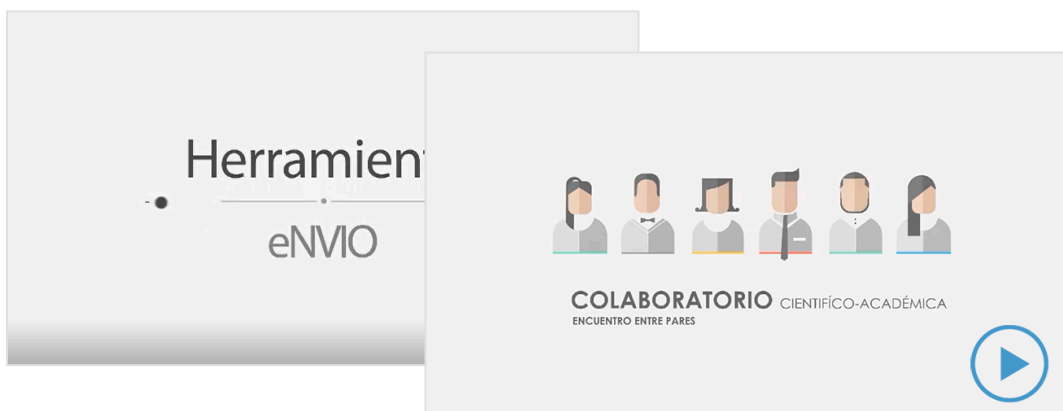 Herramient
eNVIO
COLABORATORIO CIENTIFÍCO-ACADÉMICA
ENCUENTRO ENTRE PARES